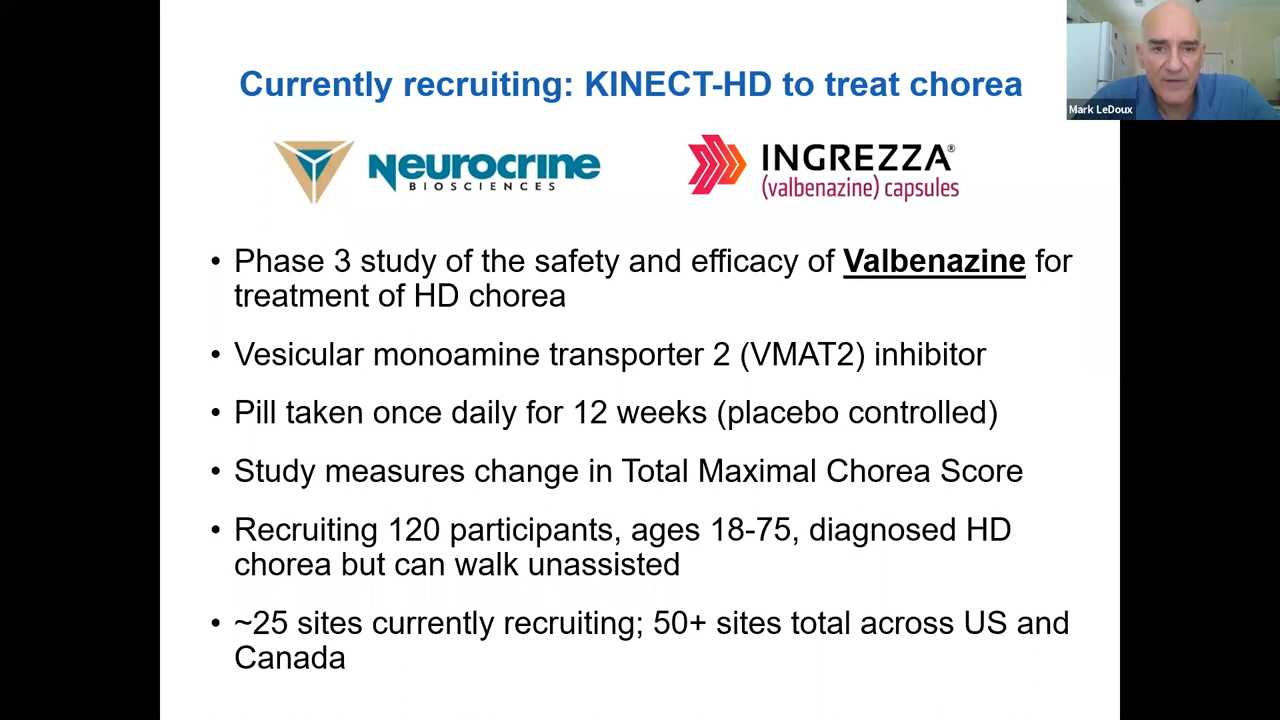 Currently recruiting: KINECT-HD to treat chorea
Mark LeDoux
Neurocrine
BIOSCIENCES
INGREZZA®
(valbenazine) capsules
• Phase 3 study of the safety and efficacy of Valbenazine for
treatment of HD chorea
• Vesicular monoamine transporter 2 (VMAT2) inhibitor
• Pill taken once daily for 12 weeks (placebo controlled)
• Study measures change in Total Maximal Chorea Score
• Recruiting 120 participants, ages 18-75, diagnosed HD
chorea but can walk unassisted
• ~25 sites currently recruiting; 50+ sites total across US and
Canada